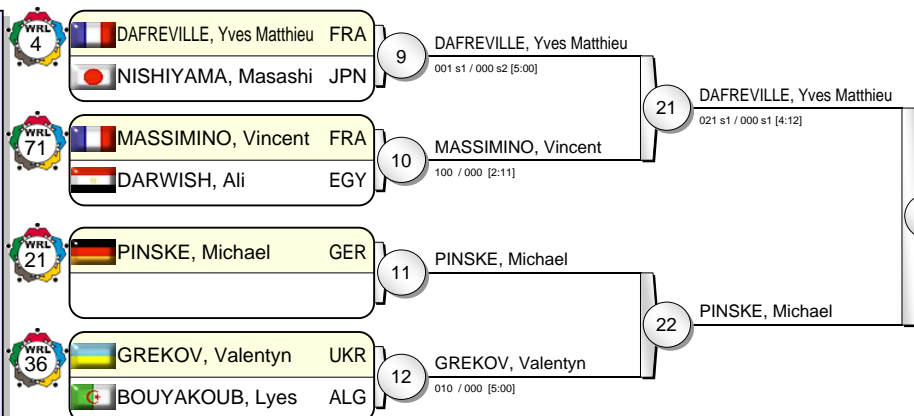 WRL 4
DAFREVILLE, Yves Matthieu FRA
NISHIYAMA, Masashi JPN
9
DAFREVILLE, Yves Matthieu
001 s1 / 000 s2 [5:00]
WRL 71
MASSIMINO, Vincent FRA
DARWISH, Ali EGY
10
MASSIMINO, Vincent
100 / 000 [2:11]
21
DAFREVILLE, Yves Matthieu
021 s1 / 000 s1 [4:12]
WRL 21
PINSKE, Michael GER
11
PINSKE, Michael
WRL 36
GREKOV, Valentyn UKR
BOUYAKOUB, Lyes ALG
12
GREKOV, Valentyn
010 / 000 [5:00]
22
PINSKE, Michael